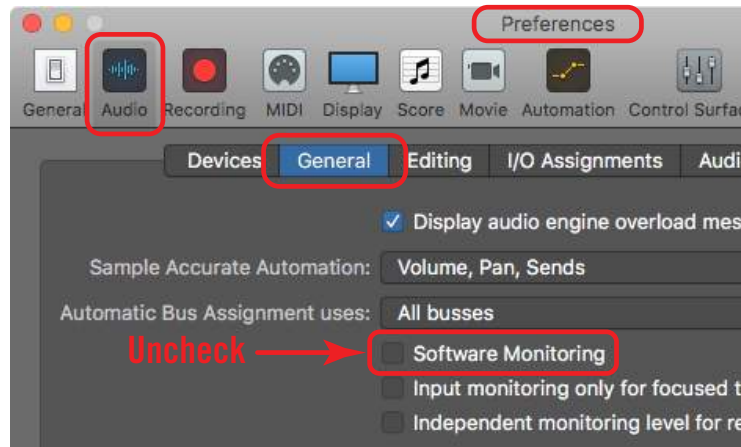 Preferences
General Audio Recording MIDI Display Score Movie Automation Control
Devices General Editing I/O Assignments
Display audio engine overload
Sample Accurate Automation: Volume, Pan, Sends
Automatic Bus Assignment uses: All busses
Uncheck Software Monitoring
Input monitoring only for focused
Independent monitoring level for